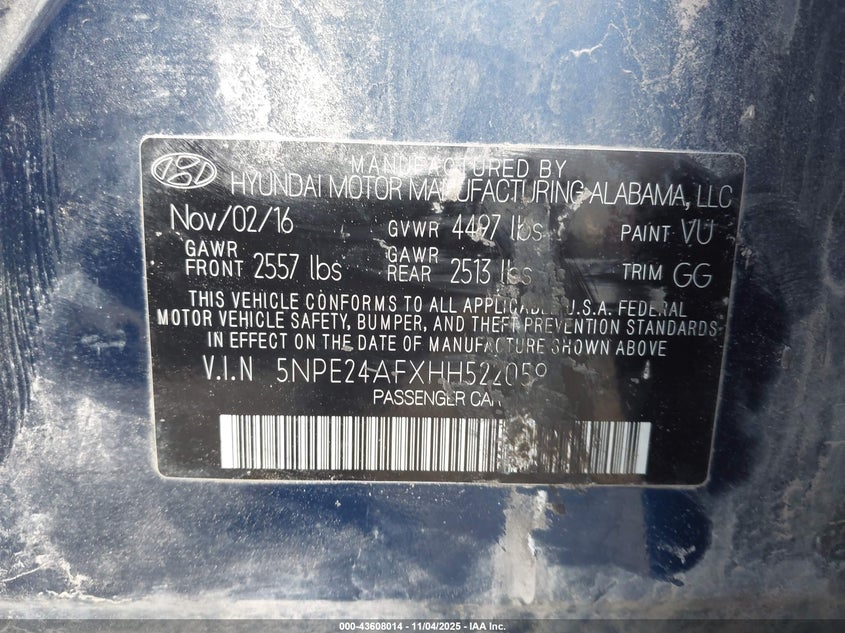 MANUFACTURED BY
HYUNDAI MOTOR MANUFACTURING ALABAMA, LLC
Nov/02/16 GVWR 4497 lbs PAINT VU
GAWR FRONT 2557 lbs GAWR REAR 2513 lbs TRIM GG
THIS VEHICLE CONFORMS TO ALL APPLICABLE U.S.A. FEDERAL
MOTOR VEHICLE SAFETY, BUMPER, AND THEFT PREVENTION STANDARDS
IN EFFECT ON THE DATE OF MANUFACTURE SHOWN ABOVE
V.I.N 5NPE24AFXHH522059
PASSENGER CAR
000-43608014 - 11/04/2025 - IAA Inc.